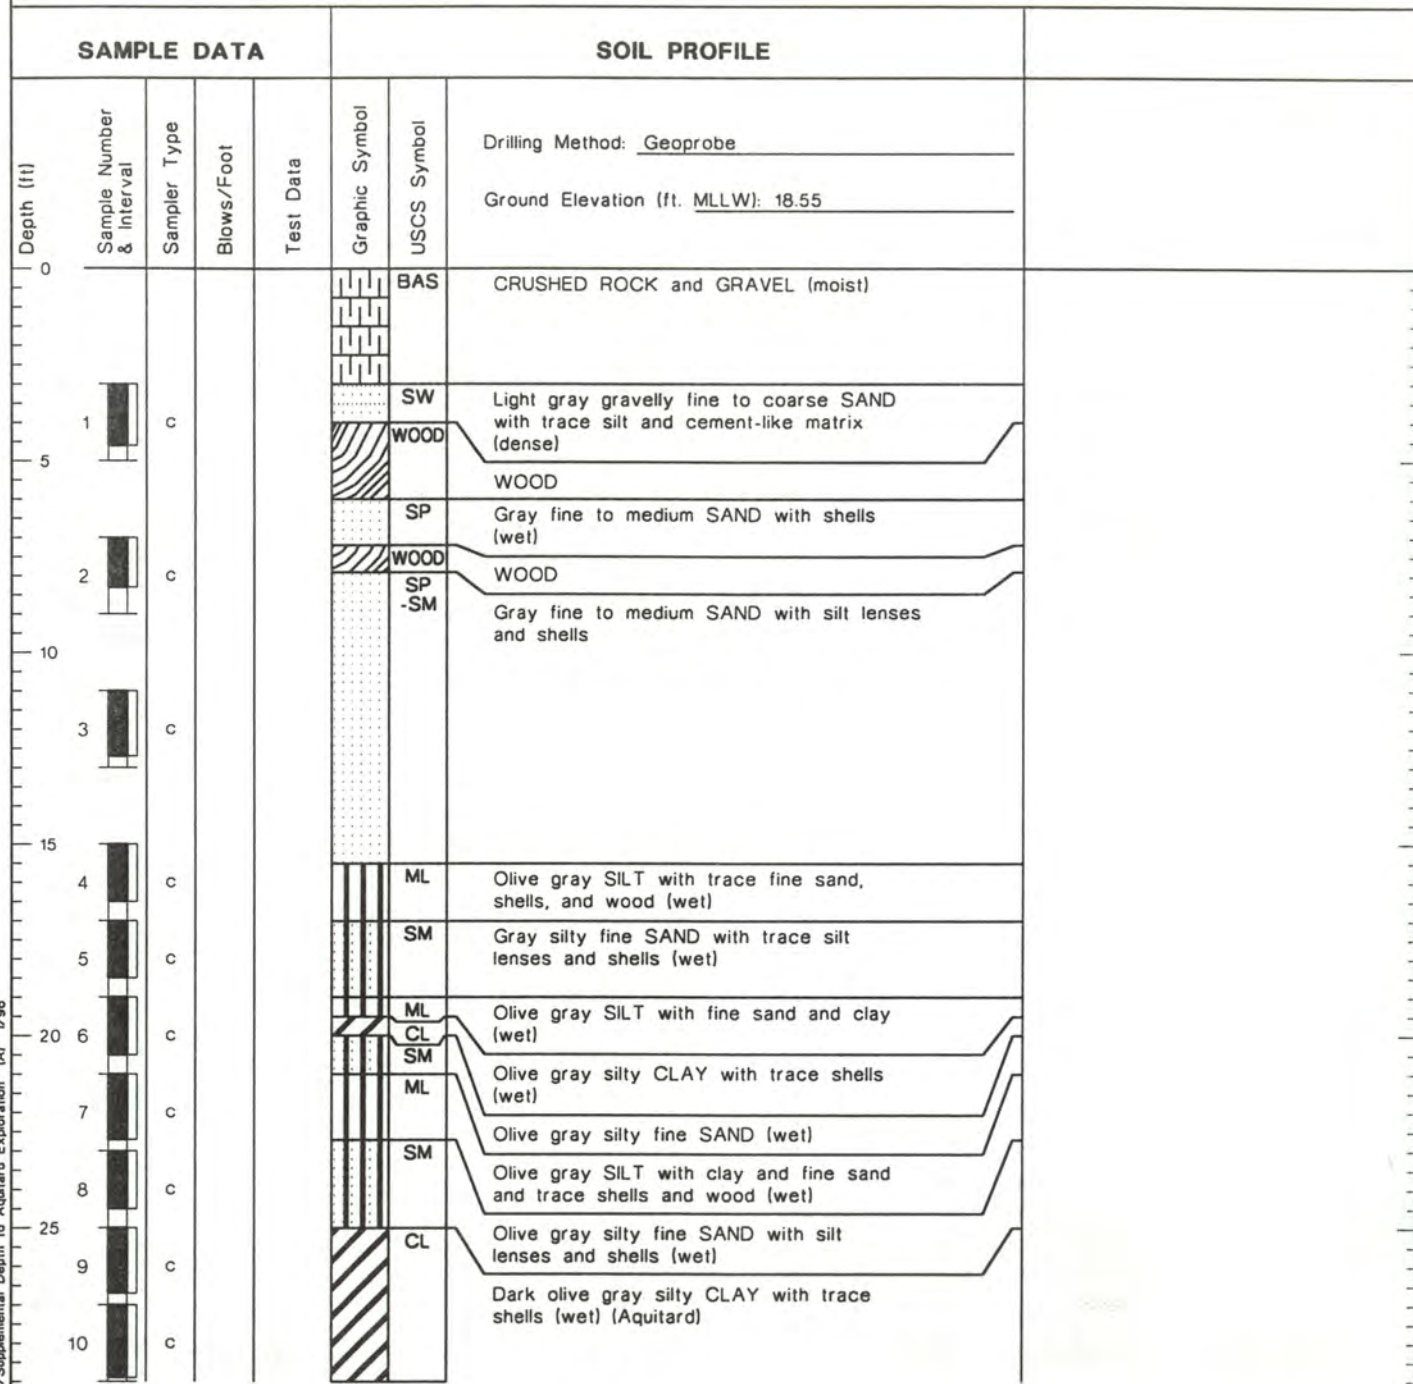 SAMPLE DATA
SOIL PROFILE
Depth (ft)
Sample Number
& Interval
Sampler Type
Blows/Foot
Test Data
Graphic Symbol
USCS Symbol
Drilling Method: Geoprobe
Ground Elevation (ft. MLLW): 18.55
0
BAS
CRUSHED ROCK and GRAVEL (moist)
1
c
SW
Light gray gravelly fine to coarse SAND
with trace silt and cement-like matrix
(dense)
WOOD
5
WOOD
SP
Gray fine to medium SAND with shells
(wet)
2
c
WOOD
WOOD
SP
-SM
Gray fine to medium SAND with silt lenses
and shells
10
3
c
15
4
c
ML
Olive gray SILT with trace fine sand,
shells, and wood (wet)
5
c
SM
Gray silty fine SAND with trace silt
lenses and shells (wet)
ML
Olive gray SILT with fine sand and clay
(wet)
20
6
c
CL
Olive gray silty CLAY with trace shells
(wet)
SM
Olive gray silty fine SAND (wet)
7
c
ML
Olive gray SILT with clay and fine sand
and trace shells and wood (wet)
8
c
SM
Olive gray silty fine SAND with silt
lenses and shells (wet)
25
9
c
CL
Dark olive gray silty CLAY with trace
shells (wet) (Aquitard)
10
c
Supplemental Depth to Aquitard Exploration (A)